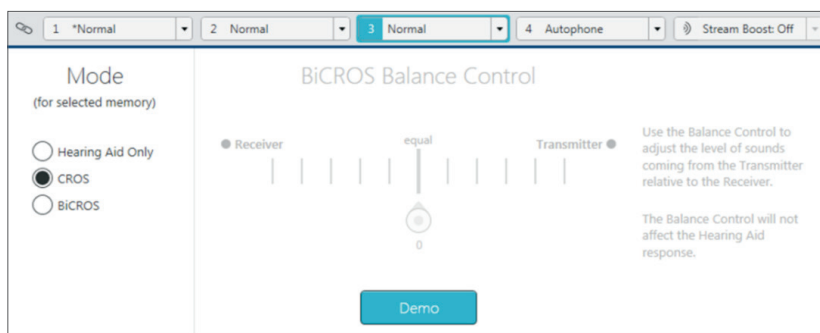 1 *Normal 2 Normal 3 Normal 4 Autophone Stream Boost: Off
Mode
(for selected memory)
Hearing Aid Only
CROS
BiCROS
BiCROS Balance Control
Receiver equal Transmitter
0
Demo
Use the Balance Control to
adjust the level of sounds
coming from the Transmitter
relative to the Receiver.
The Balance Control will not
affect the Hearing Aid
response.